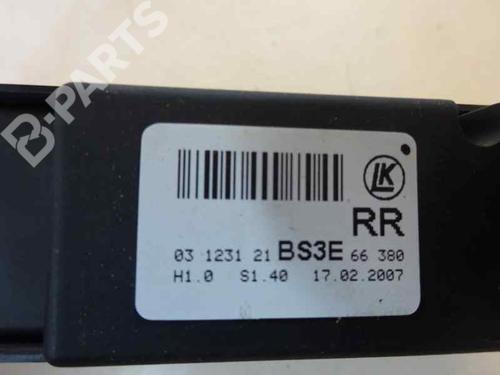 B-PARTS
LK
RR
03 1231 21 BS3E 66 380
H1.0 S1.40 17.02.2007